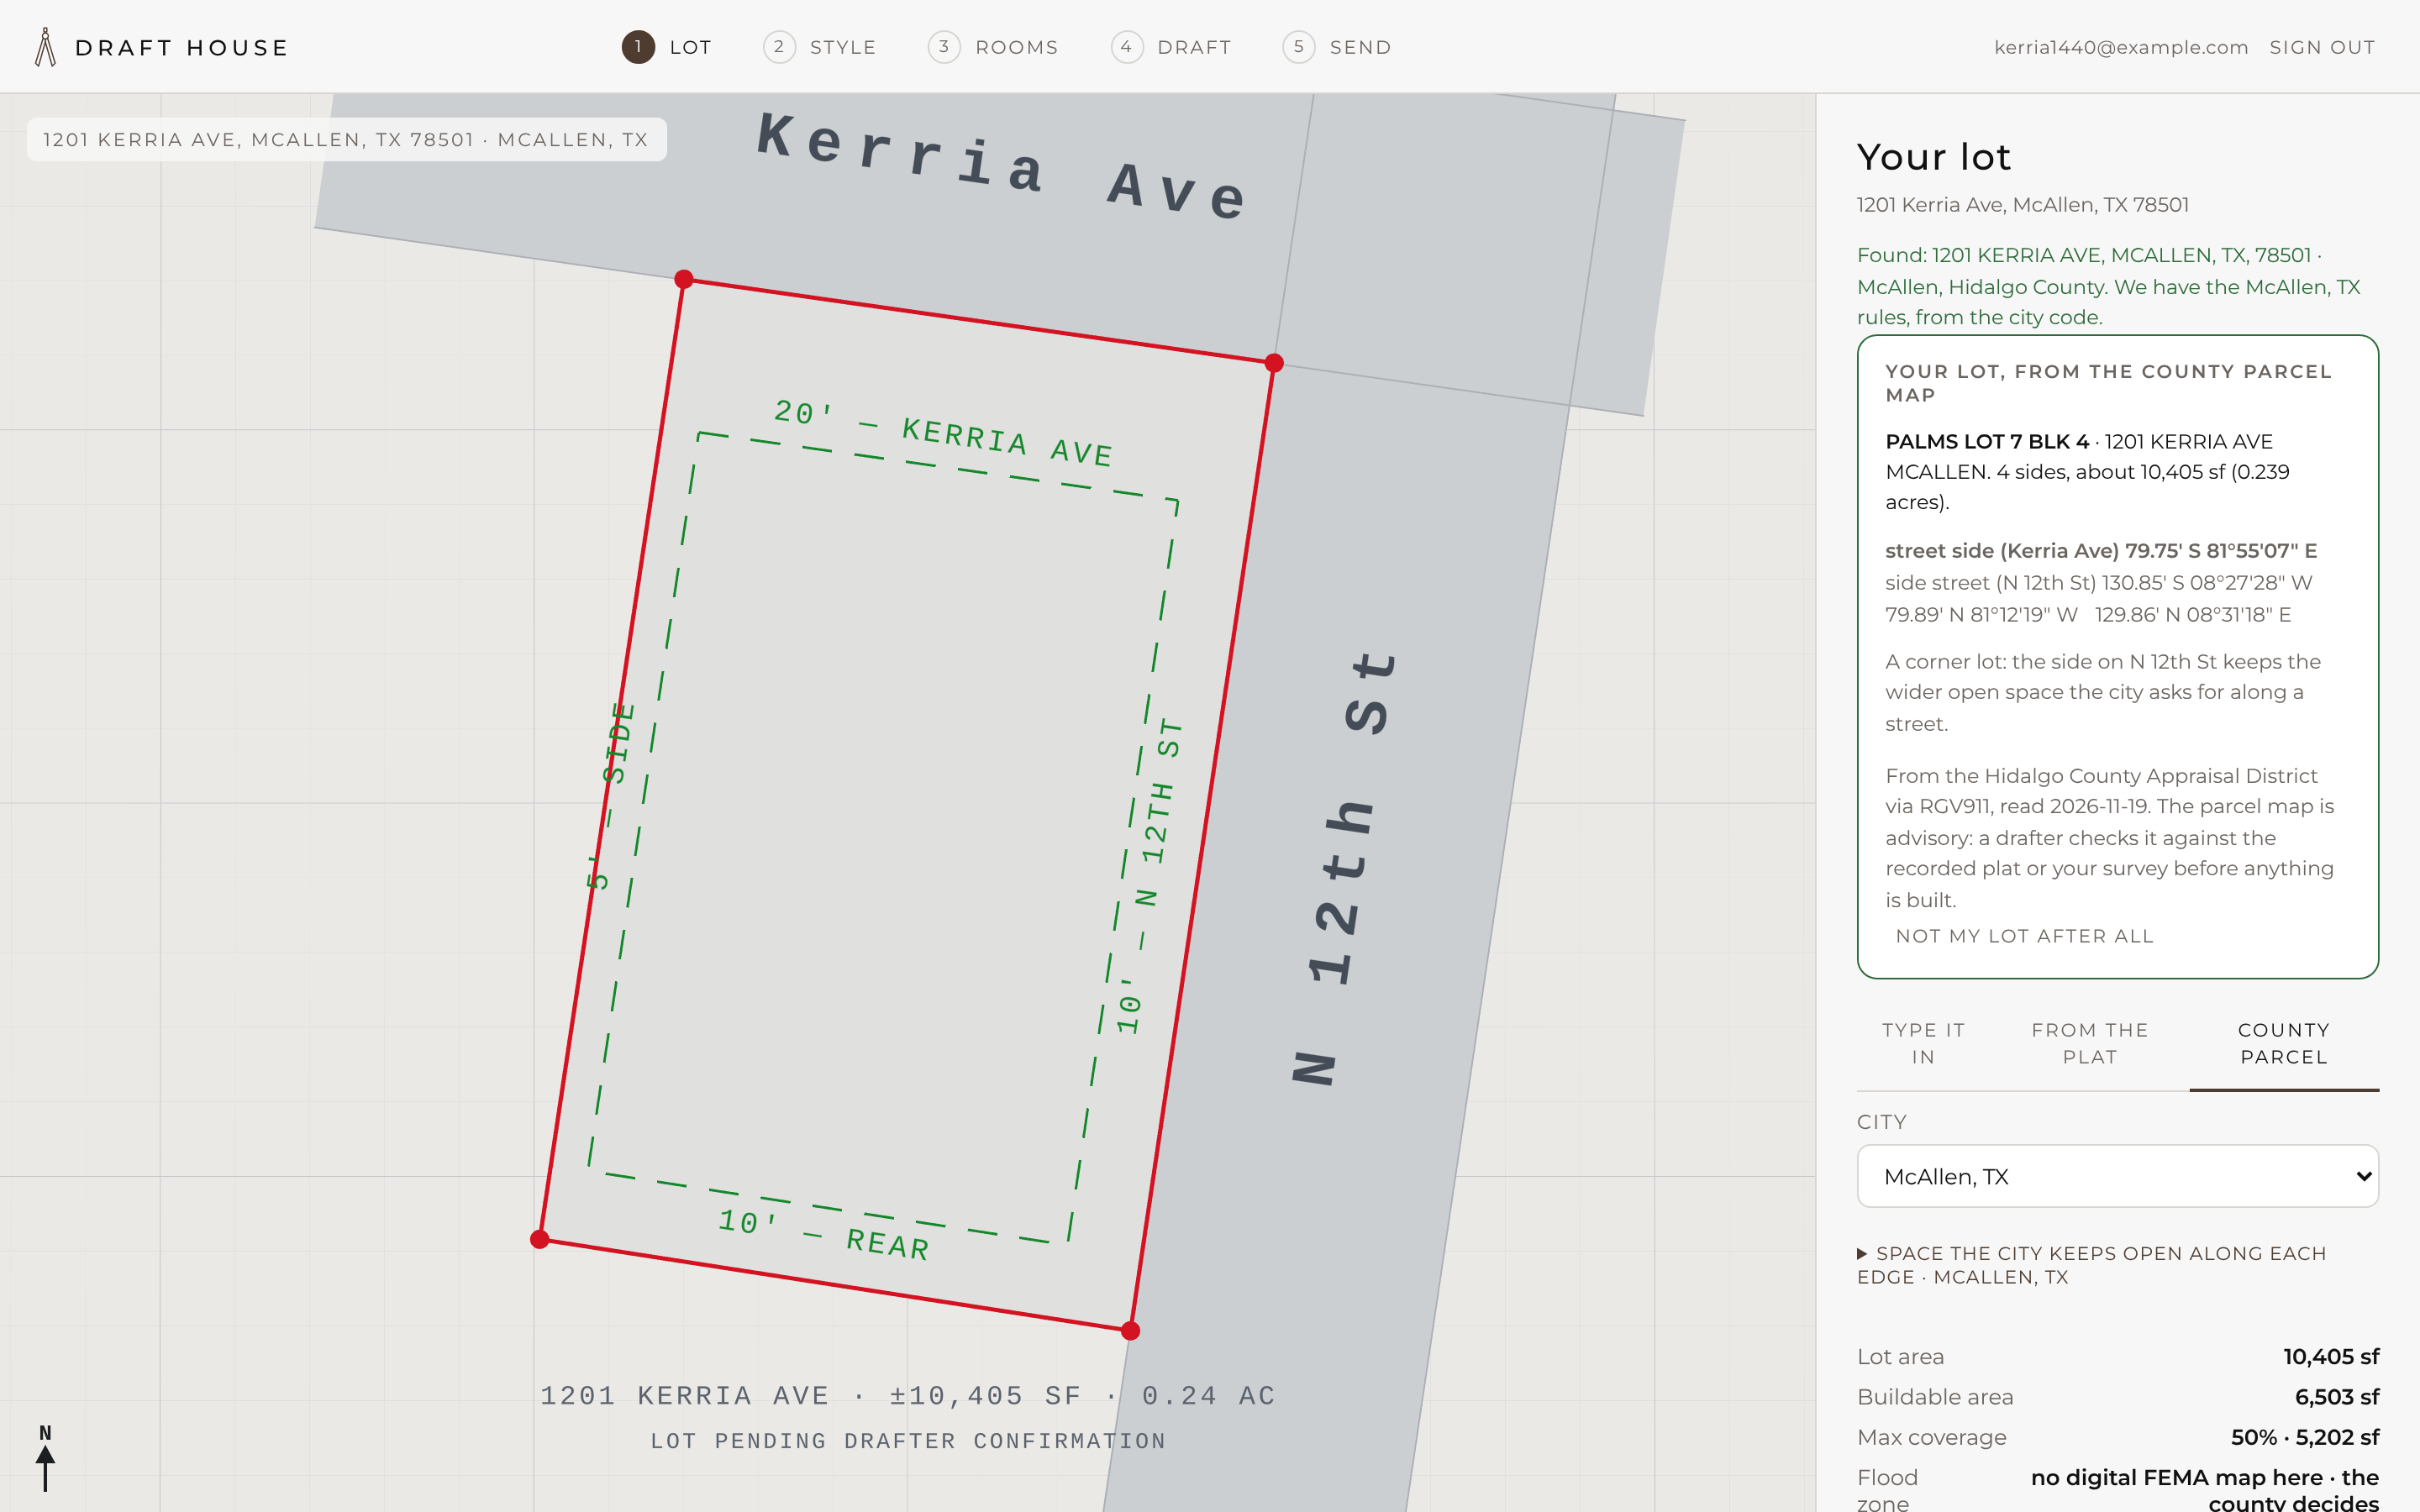 DRAFT HOUSE
1 LOT
2 STYLE
3 ROOMS
4 DRAFT
5 SEND
kerria1440@example.com SIGN OUT
1201 KERRIA AVE, MCALLEN, TX 78501 · MCALLEN, TX
Kerria Ave
20' — KERRIA AVE
5' — SIDE
10' — N 12TH ST
N 12th St
10' — REAR
1201 KERRIA AVE · ±10,405 SF · 0.24 AC
LOT PENDING DRAFTER CONFIRMATION
N
Your lot
1201 Kerria Ave, McAllen, TX 78501
Found: 1201 KERRIA AVE, MCALLEN, TX, 78501 ·
McAllen, Hidalgo County. We have the McAllen, TX
rules, from the city code.
YOUR LOT, FROM THE COUNTY PARCEL
MAP
PALMS LOT 7 BLK 4 · 1201 KERRIA AVE
MCALLEN. 4 sides, about 10,405 sf (0.239
acres).
street side (Kerria Ave) 79.75' S 81°55'07" E
side street (N 12th St) 130.85' S 08°27'28" W
79.89' N 81°12'19" W 129.86' N 08°31'18" E
A corner lot: the side on N 12th St keeps the
wider open space the city asks for along a
street.
From the Hidalgo County Appraisal District
via RGV911, read 2026-11-19. The parcel map is
advisory: a drafter checks it against the
recorded plat or your survey before anything
is built.
NOT MY LOT AFTER ALL
TYPE IT
IN
FROM THE
PLAT
COUNTY
PARCEL
CITY
McAllen, TX
SPACE THE CITY KEEPS OPEN ALONG EACH
EDGE · MCALLEN, TX
Lot area 10,405 sf
Buildable area 6,503 sf
Max coverage 50% · 5,202 sf
Flood zone no digital FEMA map here · the
county decides